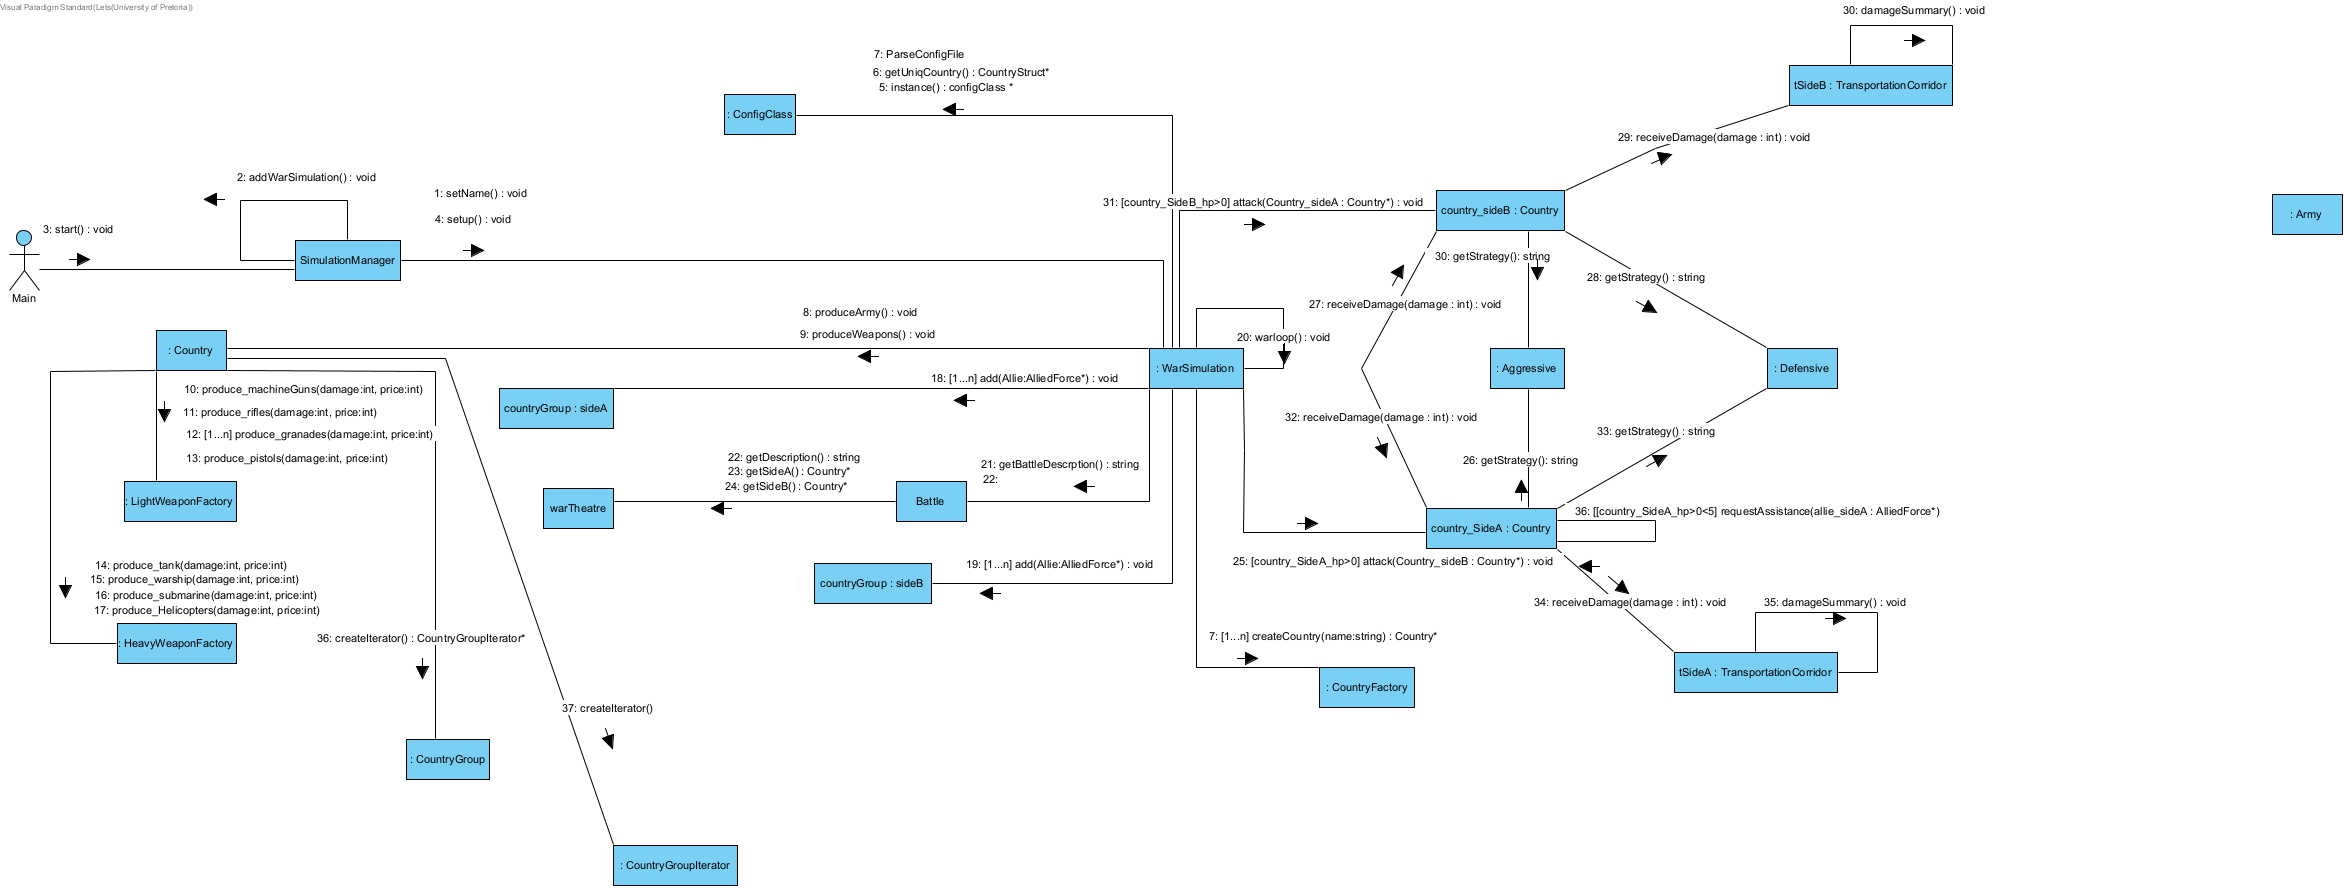 Visual Paradigm Standard(Lets(University of Pretoria))
30: damageSummary() : void
tSideB : TransportationCorridor
7: ParseConfigFile
6: getUniqCountry() : CountryStruct*
5: instance() : configClass *
: ConfigClass
29: receiveDamage(damage : int) : void
2: addWarSimulation() : void
1: setName() : void
4: setup() : void
3: start() : void
Main
SimulationManager
31: [country_SideB_hp>0] attack(Country_sideA : Country*) : void
country_sideB : Country
: Army
30: getStrategy(): string
28: getStrategy() : string
27: receiveDamage(damage : int) : void
8: produceArmy() : void
9: produceWeapons() : void
20: warloop() : void
: Country
: WarSimulation
: Aggressive
: Defensive
18: [1...n] add(Allie:AlliedForce*) : void
countryGroup : sideA
10: produce_machineGuns(damage:int, price:int)
11: produce_rifles(damage:int, price:int)
12: [1...n] produce_granades(damage:int, price:int)
13: produce_pistols(damage:int, price:int)
32: receiveDamage(damage : int) : void
33: getStrategy() : string
26: getStrategy(): string
22: getDescription() : string
23: getSideA() : Country*
24: getSideB() : Country*
21: getBattleDescrption() : string
22:
: LightWeaponFactory
warTheatre
Battle
36: [[country_SideA_hp>0<5] requestAssistance(allie_sideA : AlliedForce*)
country_SideA : Country
25: [country_SideA_hp>0] attack(Country_sideB : Country*) : void
14: produce_tank(damage:int, price:int)
15: produce_warship(damage:int, price:int)
16: produce_submarine(damage:int, price:int)
17: produce_Helicopters(damage:int, price:int)
19: [1...n] add(Allie:AlliedForce*) : void
countryGroup : sideB
34: receiveDamage(damage : int) : void
35: damageSummary() : void
: HeavyWeaponFactory
36: createIterator() : CountryGroupIterator*
7: [1...n] createCountry(name:string) : Country*
tSideA : TransportationCorridor
: CountryFactory
37: createIterator()
: CountryGroup
: CountryGroupIterator